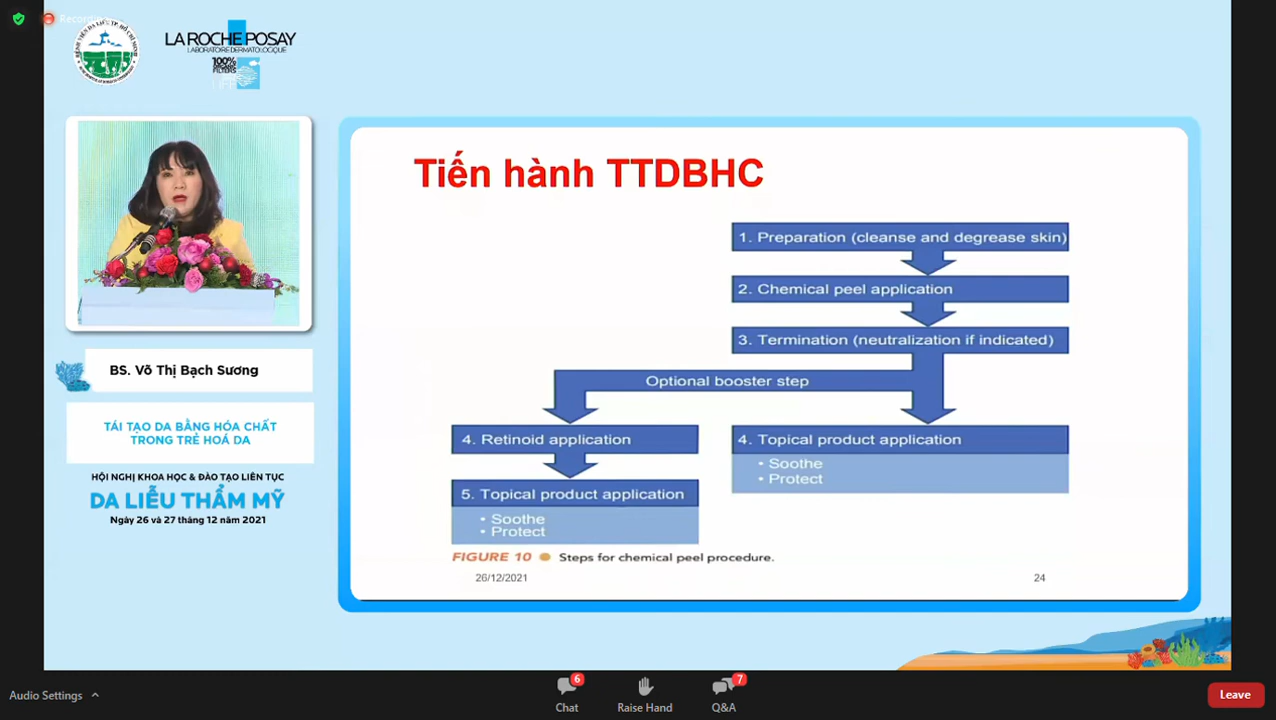 LA ROCHE POSAY
LABORATOIRE DERMATOLOGIQUE
100%
Tiến hành TTDBHC
1. Preparation (cleanse and degrease skin)
2. Chemical peel application
3. Termination (neutralization if indicated)
Optional booster step
4. Retinoid application
4. Topical product application
• Soothe
• Protect
5. Topical product application
• Soothe
• Protect
FIGURE 10 Steps for chemical peel procedure.
26/12/2021
24
BS. Võ Thị Bạch Sương
TÁI TẠO DA BẰNG HÓA CHẤT
TRONG TRẺ HOÁ DA
HỘI NGHỊ KHOA HỌC & ĐÀO TẠO LIÊN TỤC
DA LIỄU THẨM MỸ
Ngày 26 và 27 tháng 12 năm 2021
Audio Settings
6
Chat
Raise Hand
7
Q&A
Leave